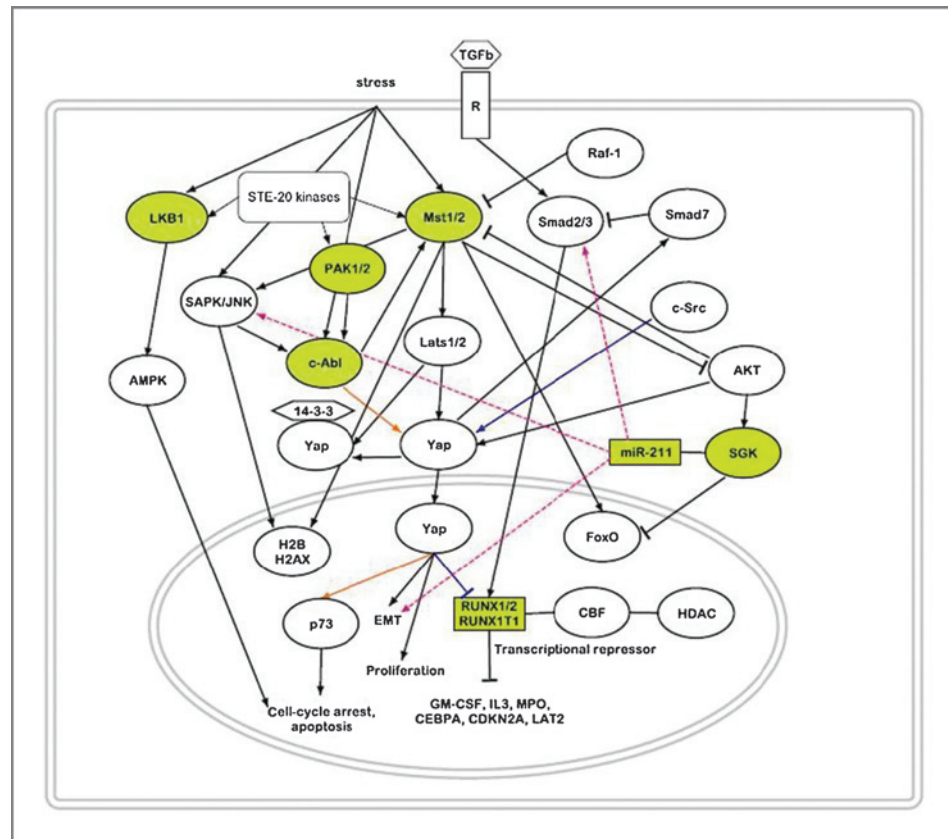 TGFb
stress
R
Raf-1
STE-20 kinases
LKB1
Mst1/2
Smad2/3
Smad7
PAK1/2
SAPK/JNK
c-Src
Lats1/2
c-Abl
AMPK
AKT
14-3-3
Yap
Yap
miR-211
SGK
Yap
FoxO
H2B
H2AX
p73
EMT
RUNX1/2
RUNX1T1
CBF
HDAC
Transcriptional repressor
Proliferation
GM-CSF, IL3, MPO,
CEBPA, CDKN2A, LAT2
Cell-cycle arrest,
apoptosis